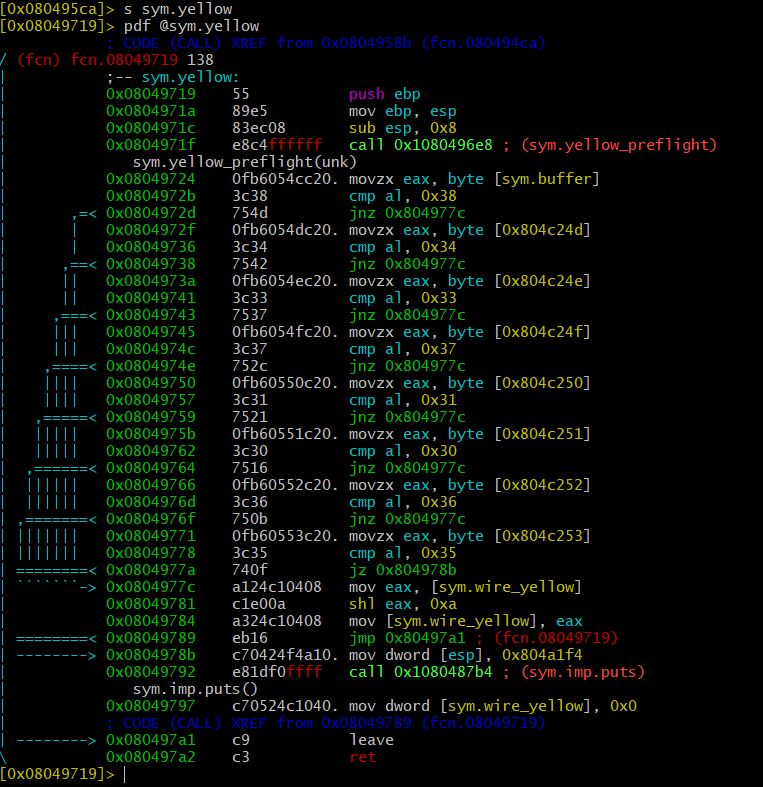 [0x080495ca]> s sym.yellow
[0x08049719]> pdf @sym.yellow
             ; CODE (CALL) XREF from 0x0804958b (fcn.080494ca)
/ (fcn) fcn.08049719 138
|            ;-- sym.yellow:
|            0x08049719    55             push ebp
|            0x0804971a    89e5           mov ebp, esp
|            0x0804971c    83ec08         sub esp, 0x8
|            0x0804971f    e8c4ffffff     call 0x1080496e8 ; (sym.yellow_preflight)
|               sym.yellow_preflight(unk)
|            0x08049724    0fb6054cc20.   movzx eax, byte [sym.buffer]
|            0x0804972b    3c38           cmp al, 0x38
|        ,=<  0x0804972d    754d           jnz 0x804977c
|        |   0x0804972f    0fb6054dc20.   movzx eax, byte [0x804c24d]
|        |   0x08049736    3c34           cmp al, 0x34
|       ,==< 0x08049738    7542           jnz 0x804977c
|       ||   0x0804973a    0fb6054ec20.   movzx eax, byte [0x804c24e]
|       ||   0x08049741    3c33           cmp al, 0x33
|      ,===< 0x08049743    7537           jnz 0x804977c
|      |||   0x08049745    0fb6054fc20.   movzx eax, byte [0x804c24f]
|      |||   0x0804974c    3c37           cmp al, 0x37
|     ,====< 0x0804974e    752c           jnz 0x804977c
|     ||||   0x08049750    0fb60550c20.   movzx eax, byte [0x804c250]
|     ||||   0x08049757    3c31           cmp al, 0x31
|    ,=====< 0x08049759    7521           jnz 0x804977c
|    |||||   0x0804975b    0fb60551c20.   movzx eax, byte [0x804c251]
|    |||||   0x08049762    3c30           cmp al, 0x30
|   ,======< 0x08049764    7516           jnz 0x804977c
|   ||||||   0x08049766    0fb60552c20.   movzx eax, byte [0x804c252]
|   ||||||   0x0804976d    3c36           cmp al, 0x36
|  ,=======< 0x0804976f    750b           jnz 0x804977c
|  |||||||   0x08049771    0fb60553c20.   movzx eax, byte [0x804c253]
|  |||||||   0x08049778    3c35           cmp al, 0x35
|  ========< 0x0804977a    740f           jz 0x804978b
|  ```````-> 0x0804977c    a124c10408     mov eax, [sym.wire_yellow]
|            0x08049781    c1e00a         shl eax, 0xa
|            0x08049784    a324c10408     mov [sym.wire_yellow], eax
|  ========< 0x08049789    eb16           jmp 0x80497a1 ; (fcn.08049719)
|  --------> 0x0804978b    c70424f4a10.   mov dword [esp], 0x804a1f4
|            0x08049792    e81df0ffff     call 0x1080487b4 ; (sym.imp.puts)
|               sym.imp.puts()
|            0x08049797    c70524c1040.   mov dword [sym.wire_yellow], 0x0
|            ; CODE (CALL) XREF from 0x08049789 (fcn.08049719)
|  --------> 0x080497a1    c9             leave
\            0x080497a2    c3             ret
[0x08049719]>